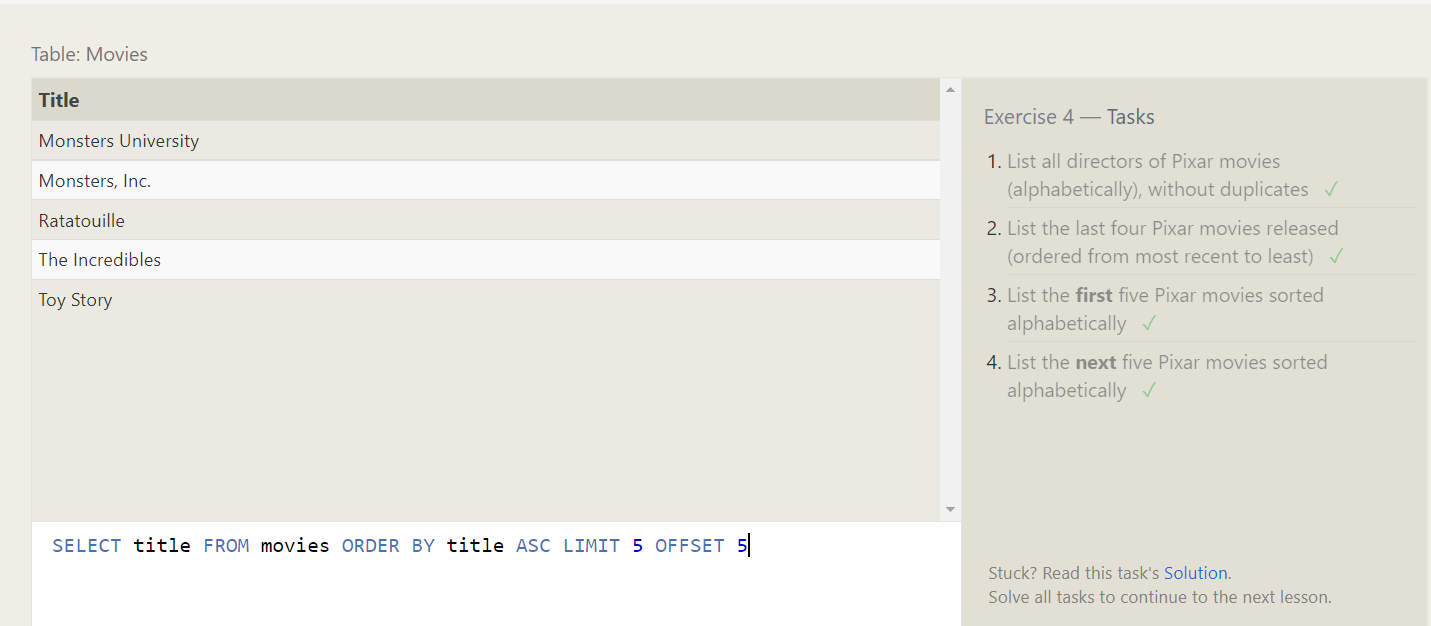 Table: Movies
Title
Monsters University
Monsters, Inc.
Ratatouille
The Incredibles
Toy Story
SELECT title FROM movies ORDER BY title ASC LIMIT 5 OFFSET 5
Exercise 4 — Tasks
1. List all directors of Pixar movies
(alphabetically), without duplicates ✓
2. List the last four Pixar movies released
(ordered from most recent to least) ✓
3. List the first five Pixar movies sorted
alphabetically ✓
4. List the next five Pixar movies sorted
alphabetically ✓
Stuck? Read this task's Solution.
Solve all tasks to continue to the next lesson.